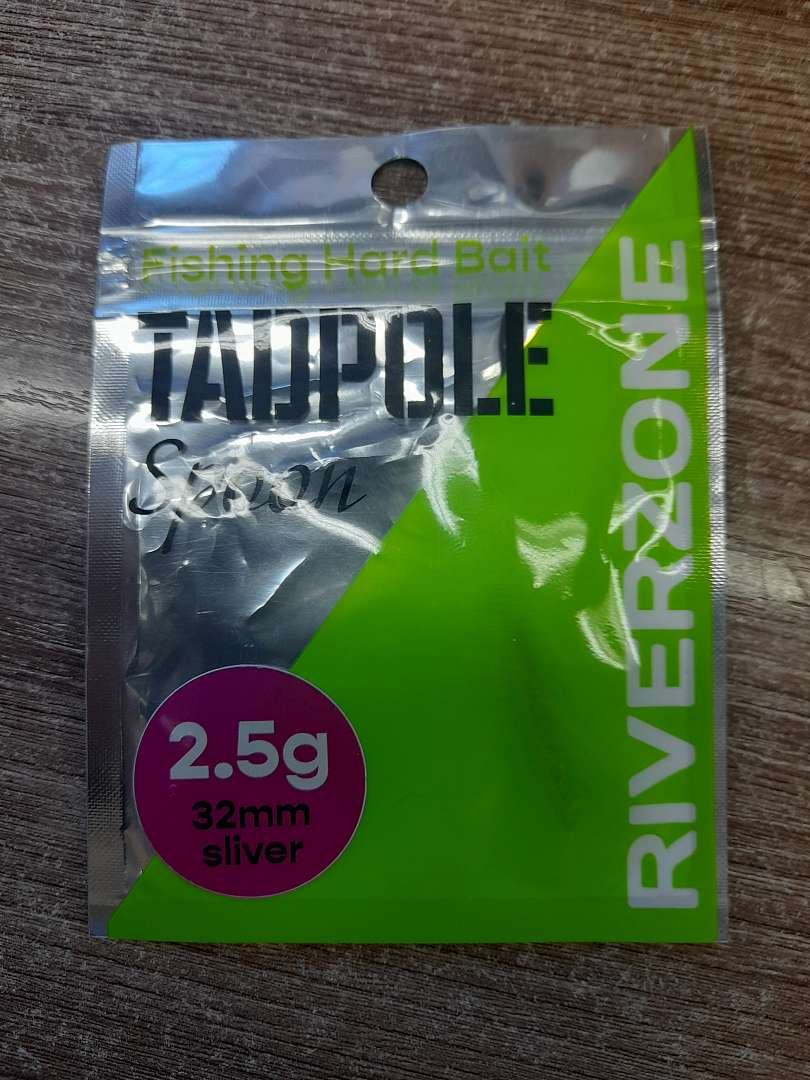 Fishing Hard Bait
TADPOLE
Spoon
RIVERZONE
2.5g
32mm
sliver